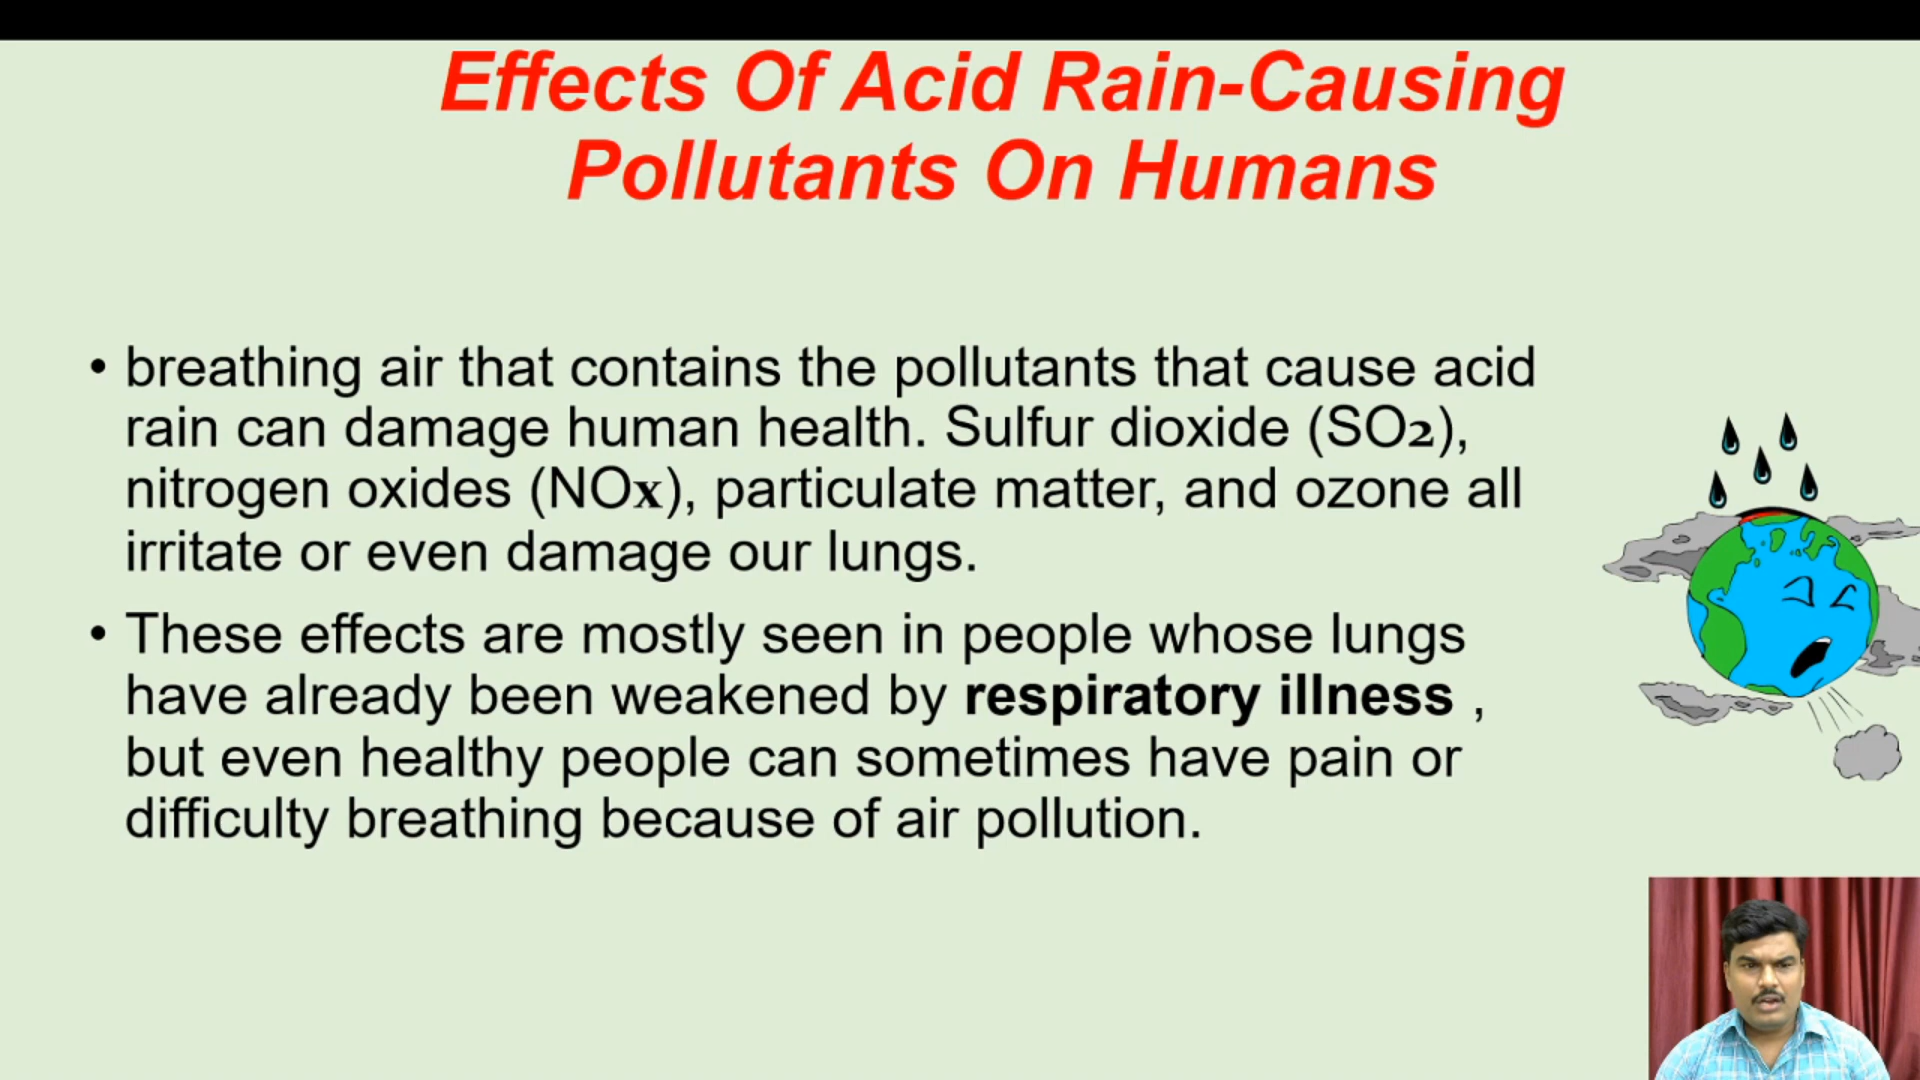 Effects Of Acid Rain-Causing
Pollutants On Humans
• breathing air that contains the pollutants that cause acid
rain can damage human health. Sulfur dioxide (SO2),
nitrogen oxides (NOx), particulate matter, and ozone all
irritate or even damage our lungs.
• These effects are mostly seen in people whose lungs
have already been weakened by respiratory illness ,
but even healthy people can sometimes have pain or
difficulty breathing because of air pollution.